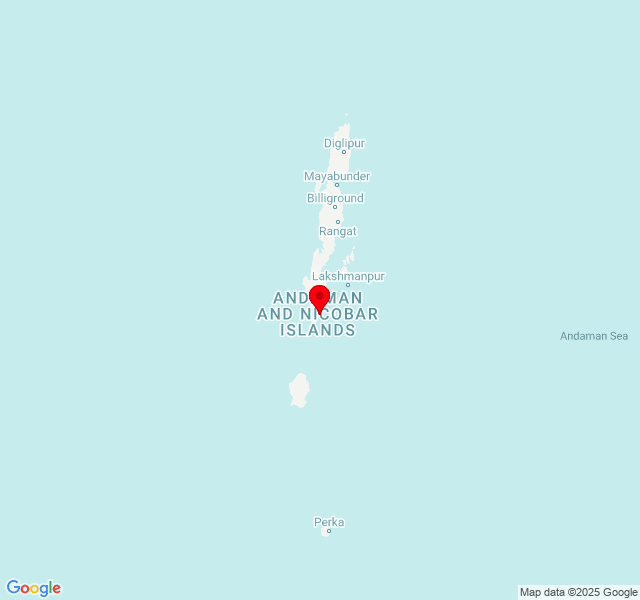 Diglipur
Mayabunder
Billiground
Rangat
Lakshmanpur
ANDAMAN
AND NICOBAR
ISLANDS
Andaman Sea
Perka
Google
Map data ©2025 Google